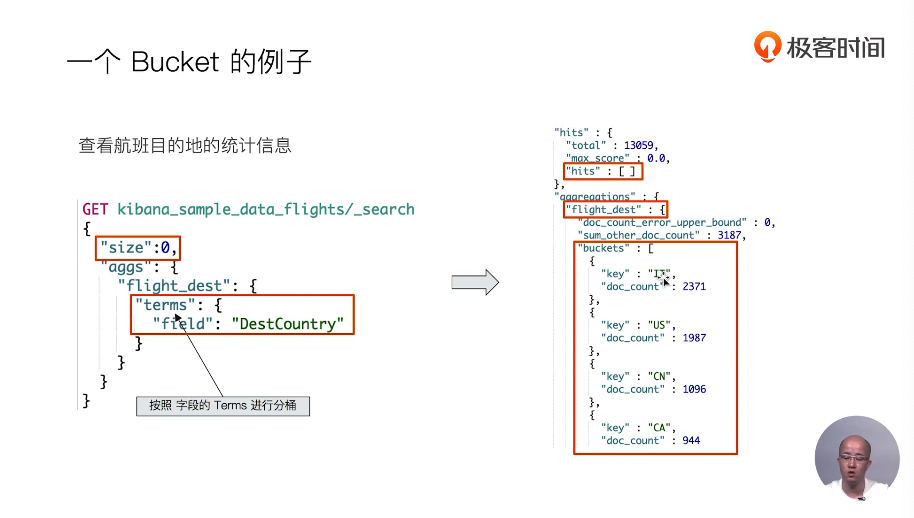 极客时间
一个 Bucket 的例子
查看航班目的地的统计信息
GET kibana_sample_data_flights/_search
{
"size":0,
"aggs": {
"flight_dest": {
"terms": {
"field": "DestCountry"
}
}
}
}
按照 字段的 Terms 进行分桶
"hits" : {
"total" : 13059,
"max_score" : 0.0,
"hits" : [ ]
},
"aggregations" : {
"flight_dest" : {
"doc_count_error_upper_bound" : 0,
"sum_other_doc_count" : 3187,
"buckets" : [
{
"key" : "IT",
"doc_count" : 2371
},
{
"key" : "US",
"doc_count" : 1987
},
{
"key" : "CN",
"doc_count" : 1096
},
{
"key" : "CA",
"doc_count" : 944